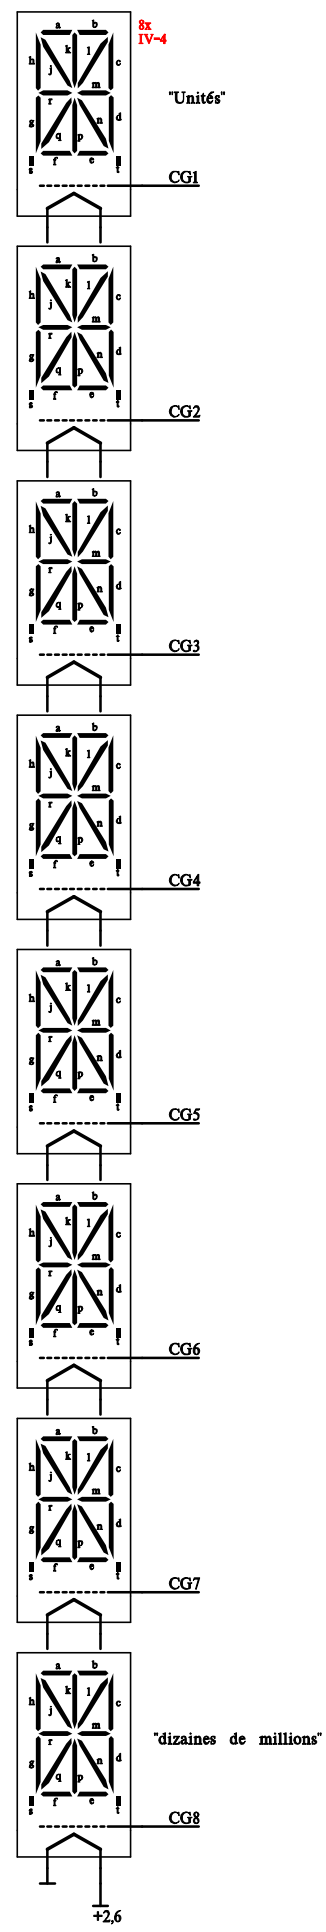 8x
IV-4
a b
k l
h j c
r m
g q p n d
s f e t
"Unités"
CG1
a b
k l
h j c
r m
g q p n d
s f e t
CG2
a b
k l
h j c
r m
g q p n d
s f e t
CG3
a b
k l
h j c
r m
g q p n d
s f e t
CG4
a b
k l
h j c
r m
g q p n d
s f e t
CG5
a b
k l
h j c
r m
g q p n d
s f e t
CG6
a b
k l
h j c
r m
g q p n d
s f e t
CG7
a b
k l
h j c
r m
g q p n d
s f e t
"dizaines de millions"
CG8
+2,6